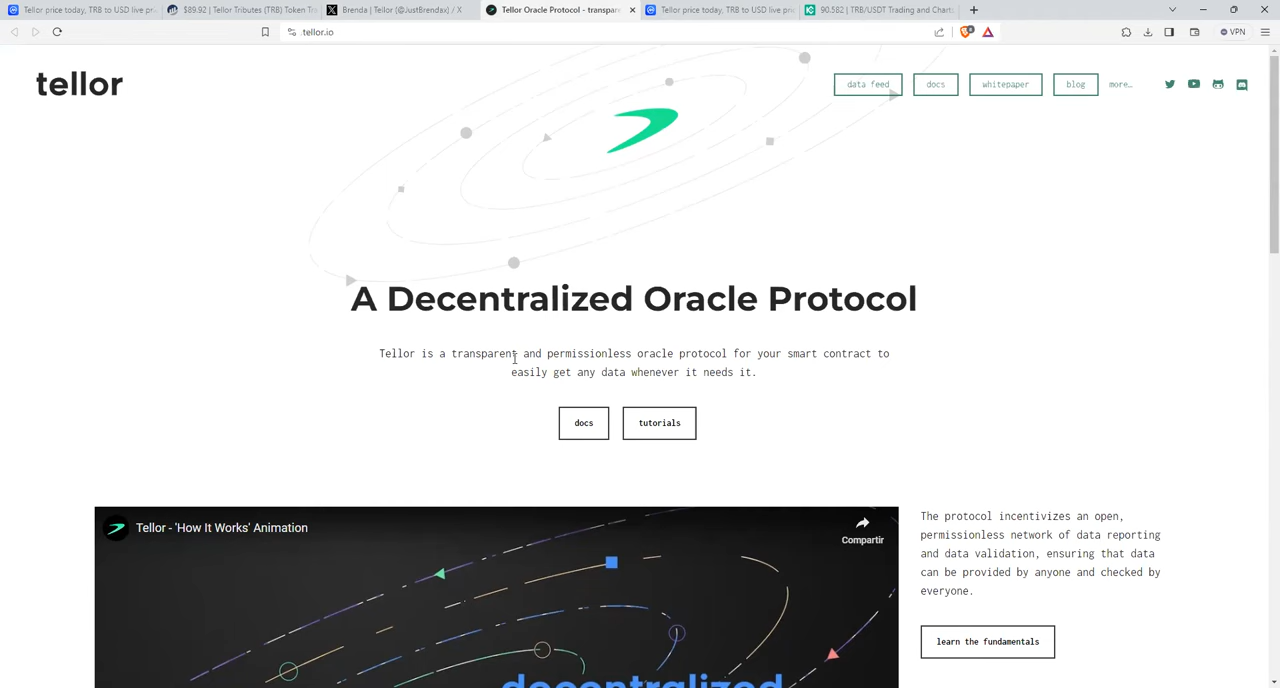 Tellor price today, TRB to USD live pri
$89.92 | Tellor Tributes (TRB) Token Tr
Brenda | Tellor (@JustBrendax) / X
Tellor Oracle Protocol - transpare
Tellor price today, TRB to USD live pric
90.582 | TRB/USDT Trading and Charts
tellor.io
VPN
tellor
data feed
docs
whitepaper
blog
more…
A Decentralized Oracle Protocol
Tellor is a transparent and permissionless oracle protocol for your smart contract to
easily get any data whenever it needs it.
docs
tutorials
Tellor - 'How It Works' Animation
Compartir
decentralized
The protocol incentivizes an open,
permissionless network of data reporting
and data validation, ensuring that data
can be provided by anyone and checked by
everyone.
learn the fundamentals